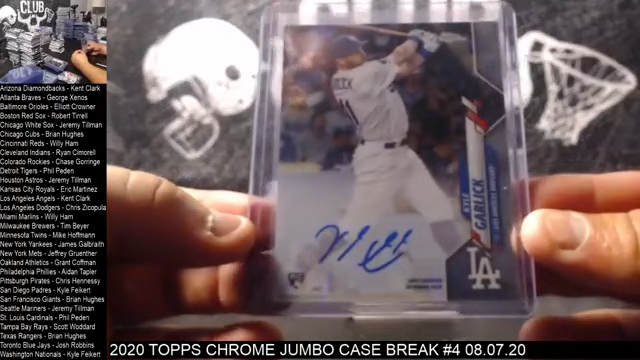 CLUB
Arizona Diamondbacks - Kent Clark
Atlanta Braves - George Xenos
Baltimore Orioles - Elliott Crowner
Boston Red Sox - Robert Tirrell
Chicago White Sox - Jeremy Tillman
Chicago Cubs - Brian Hughes
Cincinnati Reds - Willy Ham
Cleveland Indians - Ryan Cimorell
Colorado Rockies - Chase Gorringe
Detroit Tigers - Phil Peden
Houston Astros - Jeremy Tillman
Kansas City Royals - Eric Martinez
Los Angeles Angels - Kent Clark
Los Angeles Dodgers - Chris Zicopula
Miami Marlins - Willy Ham
Milwaukee Brewers - Tim Beyer
Minnesota Twins - Mike Hoffmann
New York Yankees - James Galbraith
New York Mets - Jeffrey Gruenther
Oakland Athletics - Grant Coffman
Philadelphia Phillies - Aidan Tapler
Pittsburgh Pirates - Chris Hennessy
San Diego Padres - Kyle Feikert
San Francisco Giants - Brian Hughes
Seattle Mariners - Jeremy Tillman
St. Louis Cardinals - Phil Peden
Tampa Bay Rays - Scott Woddard
Texas Rangers - Brian Hughes
Toronto Blue Jays - Josh Robbins
Washington Nationals - Kyle Feikert
11
KYLE
GARLICK
LA
2020 TOPPS CHROME JUMBO CASE BREAK #4 08.07.20